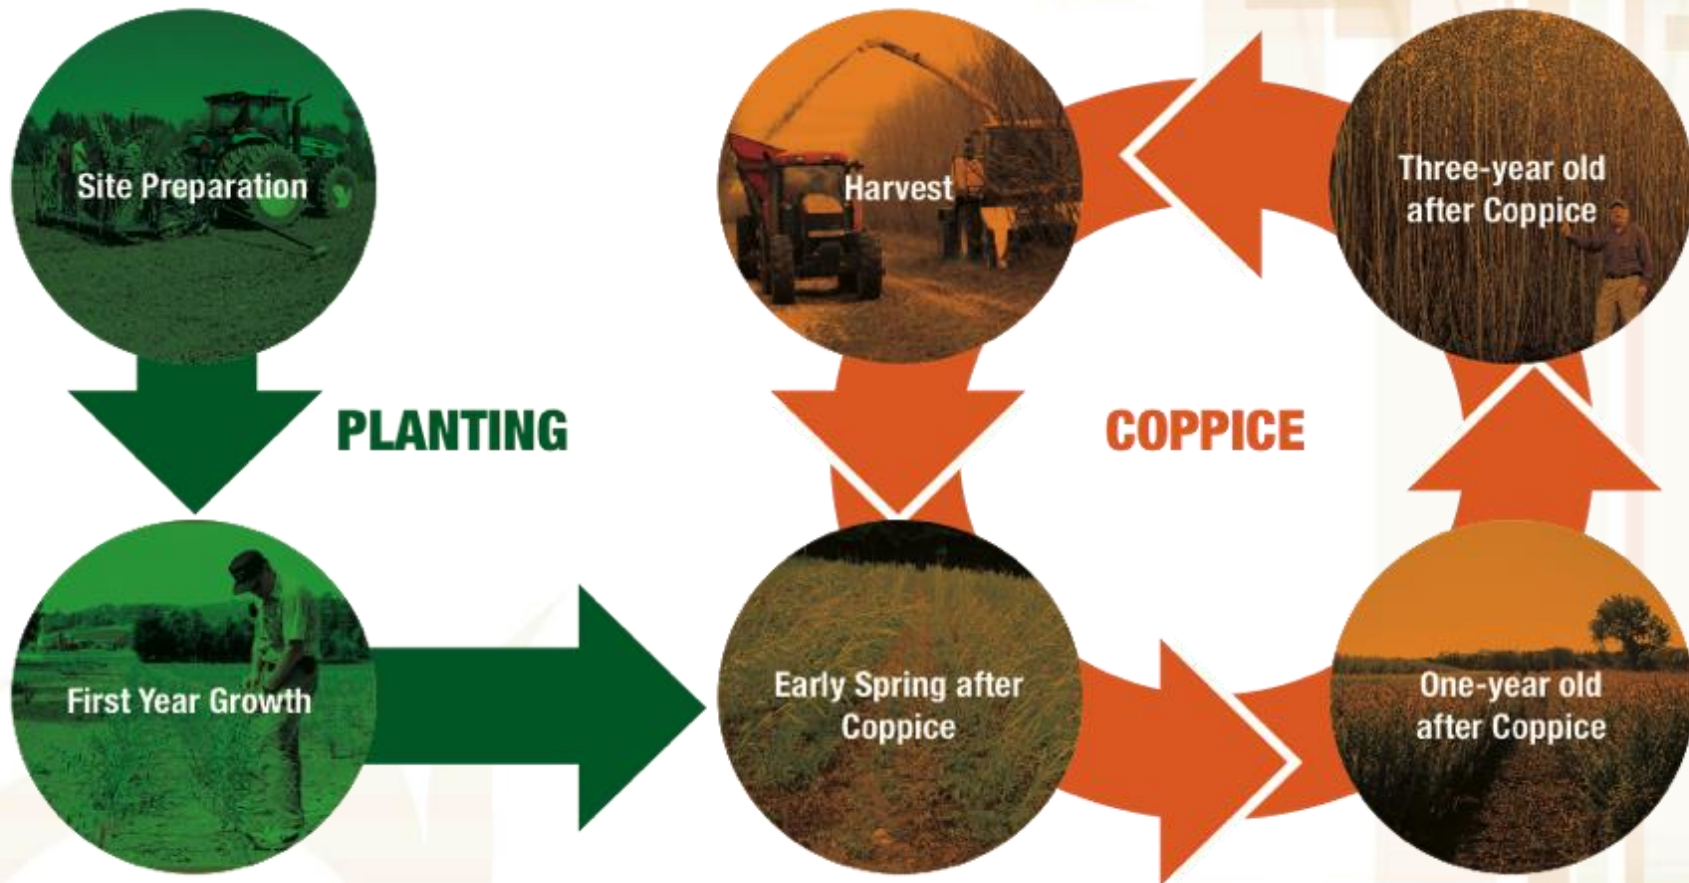 Site Preparation
PLANTING
First Year Growth
Harvest
Three-year old
after Coppice
COPPICE
Early Spring after
Coppice
One-year old
after Coppice